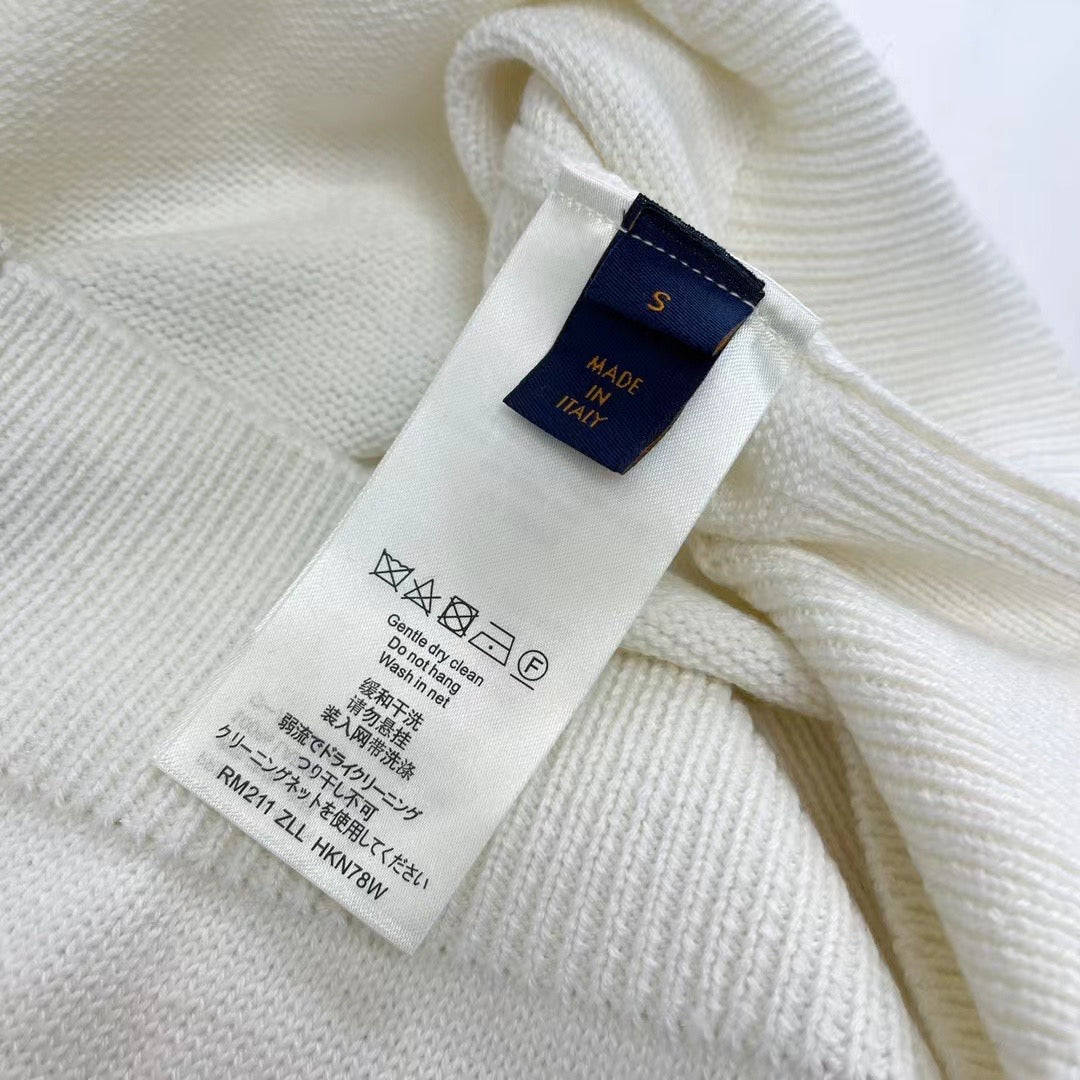 S
MADE
IN
ITALY
F
Gentle dry clean
Do not hang
Wash in net
缓和干洗
请勿悬挂
装入网带洗涤
弱流でドライクリーニング
つり干し不可
クリーニングネットを使用してください
RM211 ZLL HKN78W